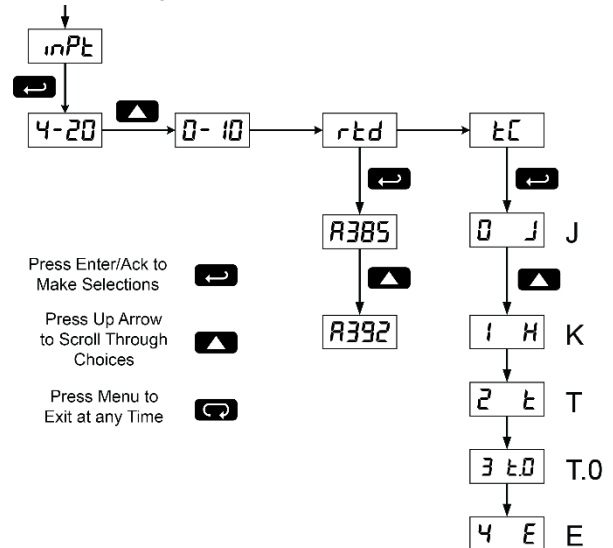 inPt
4-20
0-10
rtd
tC
A385
0 J
J
Press Enter/Ack to
Make Selections
Press Up Arrow
to Scroll Through
Choices
A392
1 H
K
Press Menu to
Exit at any Time
2 t
T
3 t.0
T.0
4 E
E